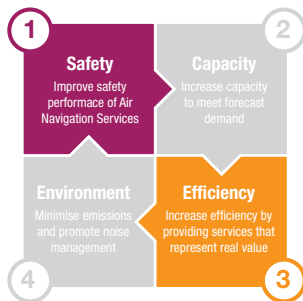 1
Safety
Improve safety
performace of Air
Navigation Services
2
Capacity
Increase capacity
to meet forecast
demand
Environment
Minimise emissions
and promote noise
management
4
Efficiency
Increase efficiency by
providing services that
represent real value
3